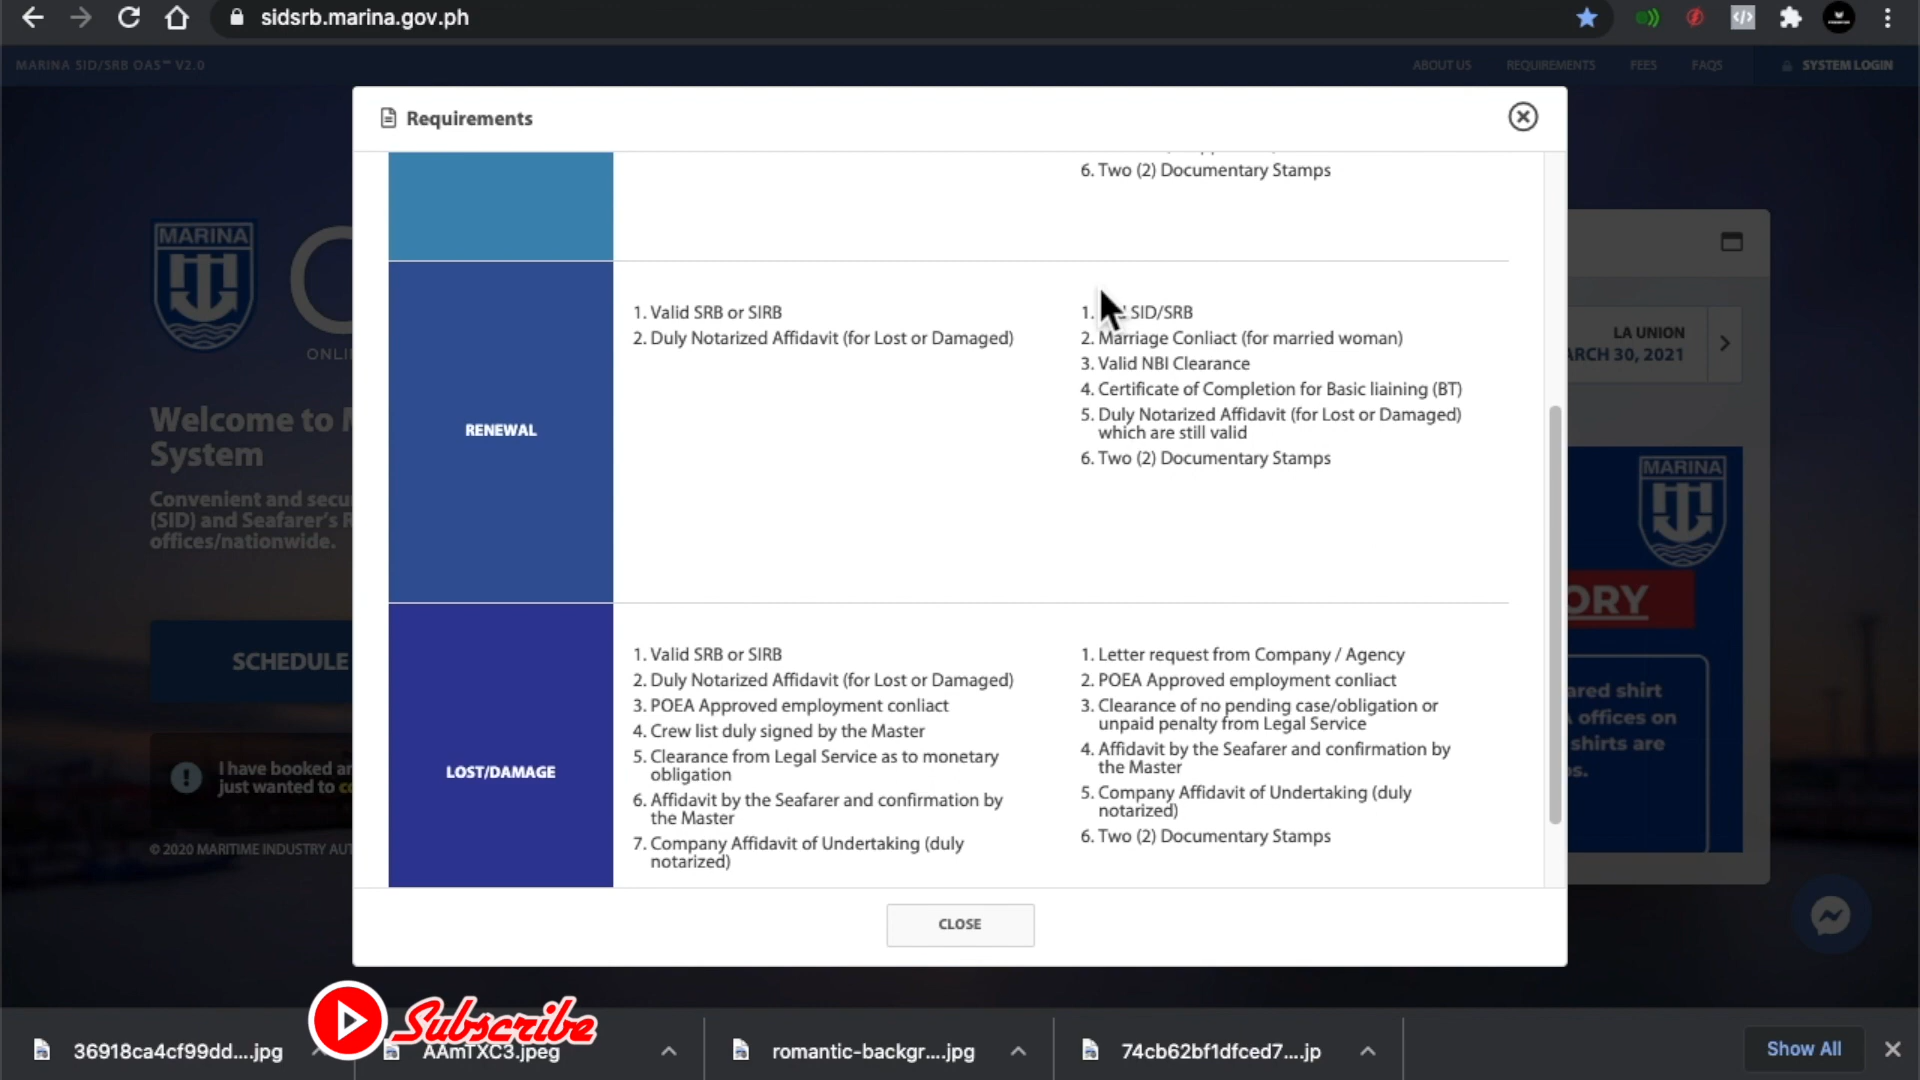 sidsrb.marina.gov.ph
MARINA SID/SRB OAS℠ V2.0
ABOUT US
REQUIREMENTS
FEES
FAQS
SYSTEM LOGIN
Requirements
6. Two (2) Documentary Stamps
RENEWAL
1. Valid SRB or SIRB
2. Duly Notarized Affidavit (for Lost or Damaged)
1. SID/SRB
2. Marriage Conliact (for married woman)
3. Valid NBI Clearance
4. Certificate of Completion for Basic liaining (BT)
5. Duly Notarized Affidavit (for Lost or Damaged)
which are still valid
6. Two (2) Documentary Stamps
LOST/DAMAGE
1. Valid SRB or SIRB
2. Duly Notarized Affidavit (for Lost or Damaged)
3. POEA Approved employment conliact
4. Crew list duly signed by the Master
5. Clearance from Legal Service as to monetary
obligation
6. Affidavit by the Seafarer and confirmation by
the Master
7. Company Affidavit of Undertaking (duly
notarized)
1. Letter request from Company / Agency
2. POEA Approved employment conliact
3. Clearance of no pending case/obligation or
unpaid penalty from Legal Service
4. Affidavit by the Seafarer and confirmation by
the Master
5. Company Affidavit of Undertaking (duly
notarized)
6. Two (2) Documentary Stamps
CLOSE
MARINA
ONLI
Welcome to M
System
Convenient and secu
(SID) and Seafarer's R
offices/nationwide.
SCHEDULE
I have booked an
just wanted to co
© 2020 MARITIME INDUSTRY AUT
LA UNION
ARCH 30, 2021
MARINA
ORY
ared shirt
A offices on
shirts are
os.
Subscribe
36918ca4cf99dd....jpg
AAmTXC3.jpeg
romantic-backgr....jpg
74cb62bf1dfced7....jp
Show All